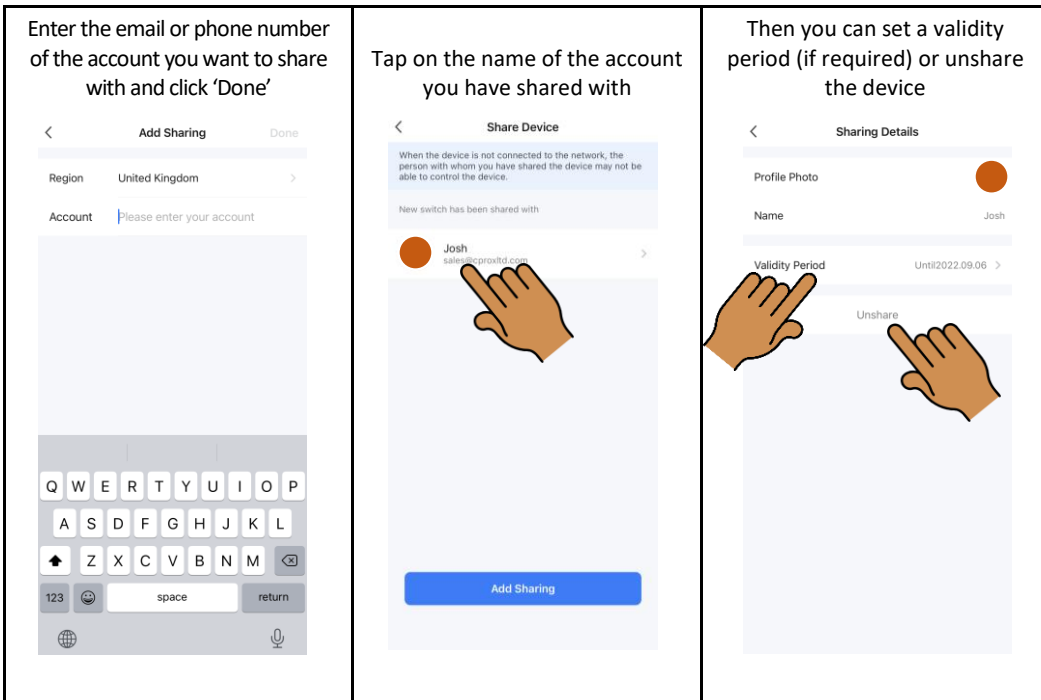 Enter the email or phone number
of the account you want to share
with and click ‘Done’
Add Sharing
Done
Region
United Kingdom
Account
Please enter your account
Q W E R T Y U I O P
A S D F G H J K L
Z X C V B N M
123
space
return
Tap on the name of the account
you have shared with
Share Device
When the device is not connected to the network, the
person with whom you have shared the device may not be
able to control the device.
New switch has been shared with
Josh
sales@cproxltd.com
Add Sharing
Then you can set a validity
period (if required) or unshare
the device
Sharing Details
Profile Photo
Name
Josh
Validity Period
Until2022.09.06
Unshare